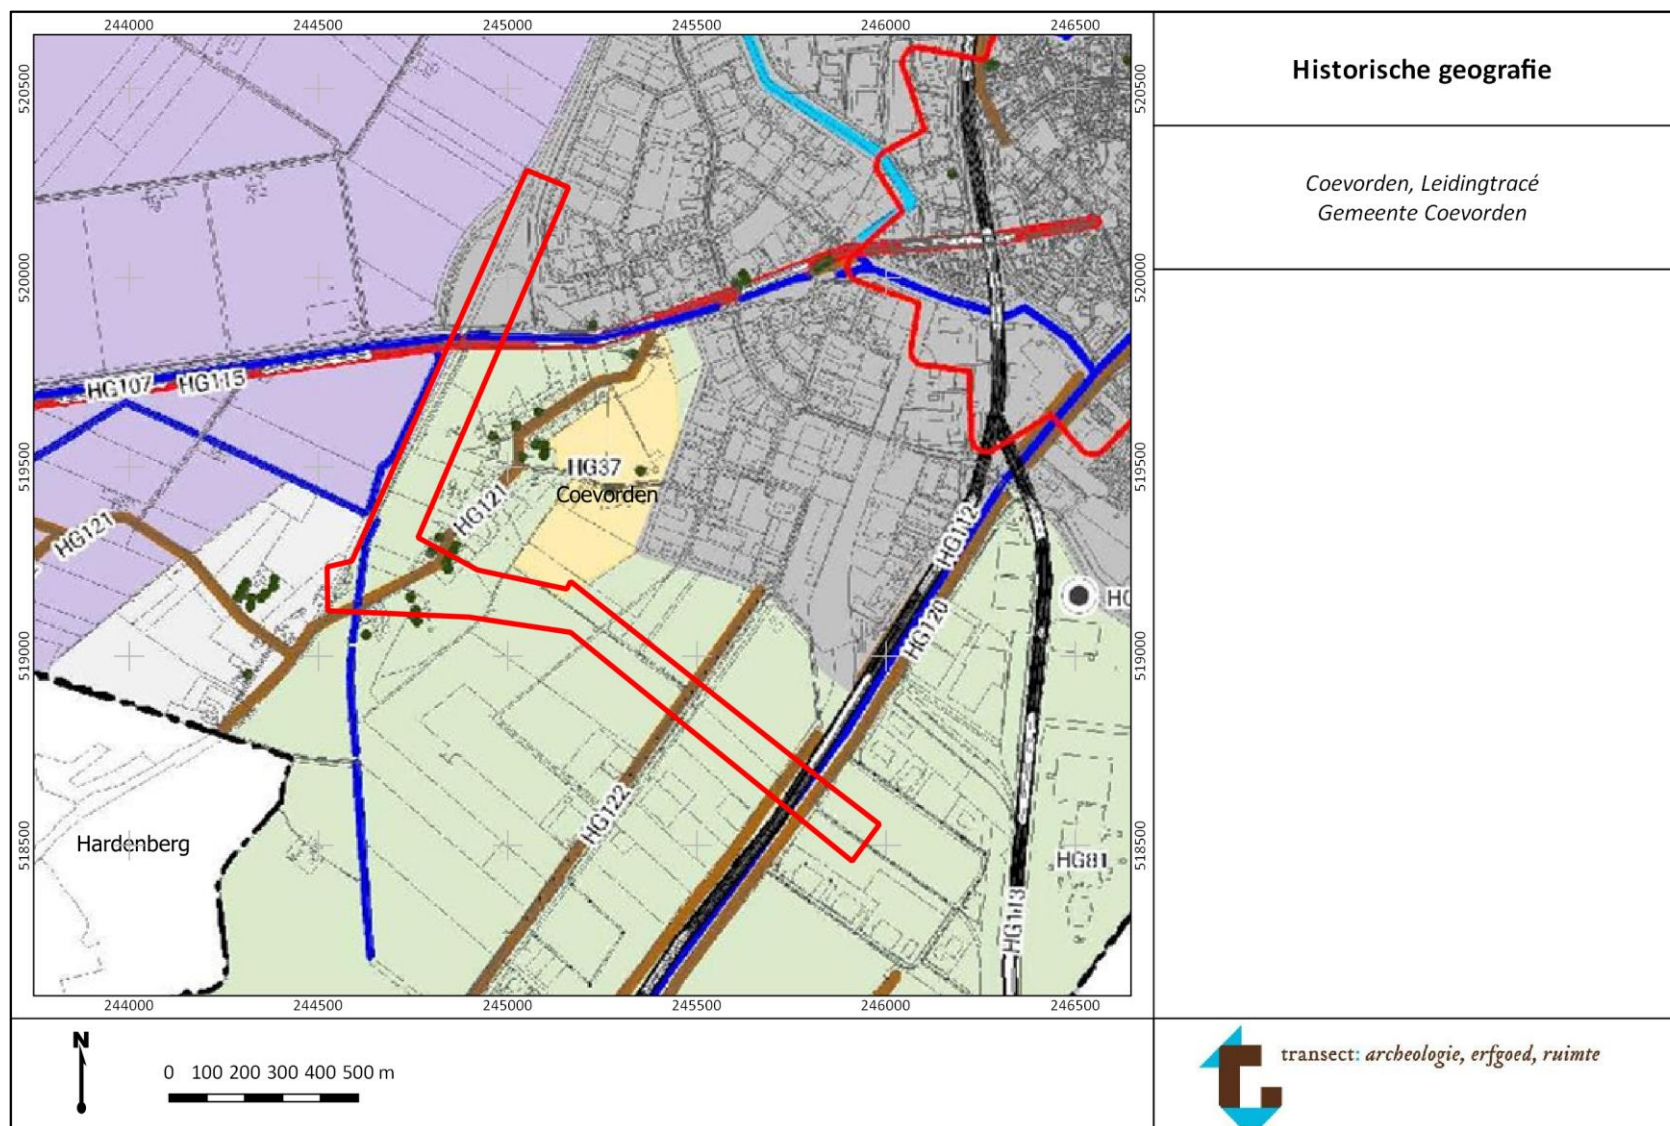 244000 244500 245000 245500 246000 246500
Historische geografie
Coevorden, Leidingtracé
Gemeente Coevorden
520500
520500
520000
520000
HG107 HG115
519500
519500
HG37
Coevorden
HG121
HG121
HG112
HG120
519000
519000
HG122
Hardenberg
518500
518500
HG81
HG113
244000 244500 245000 245500 246000 246500
N
0 100 200 300 400 500 m
transect: archeologie, erfgoed, ruimte